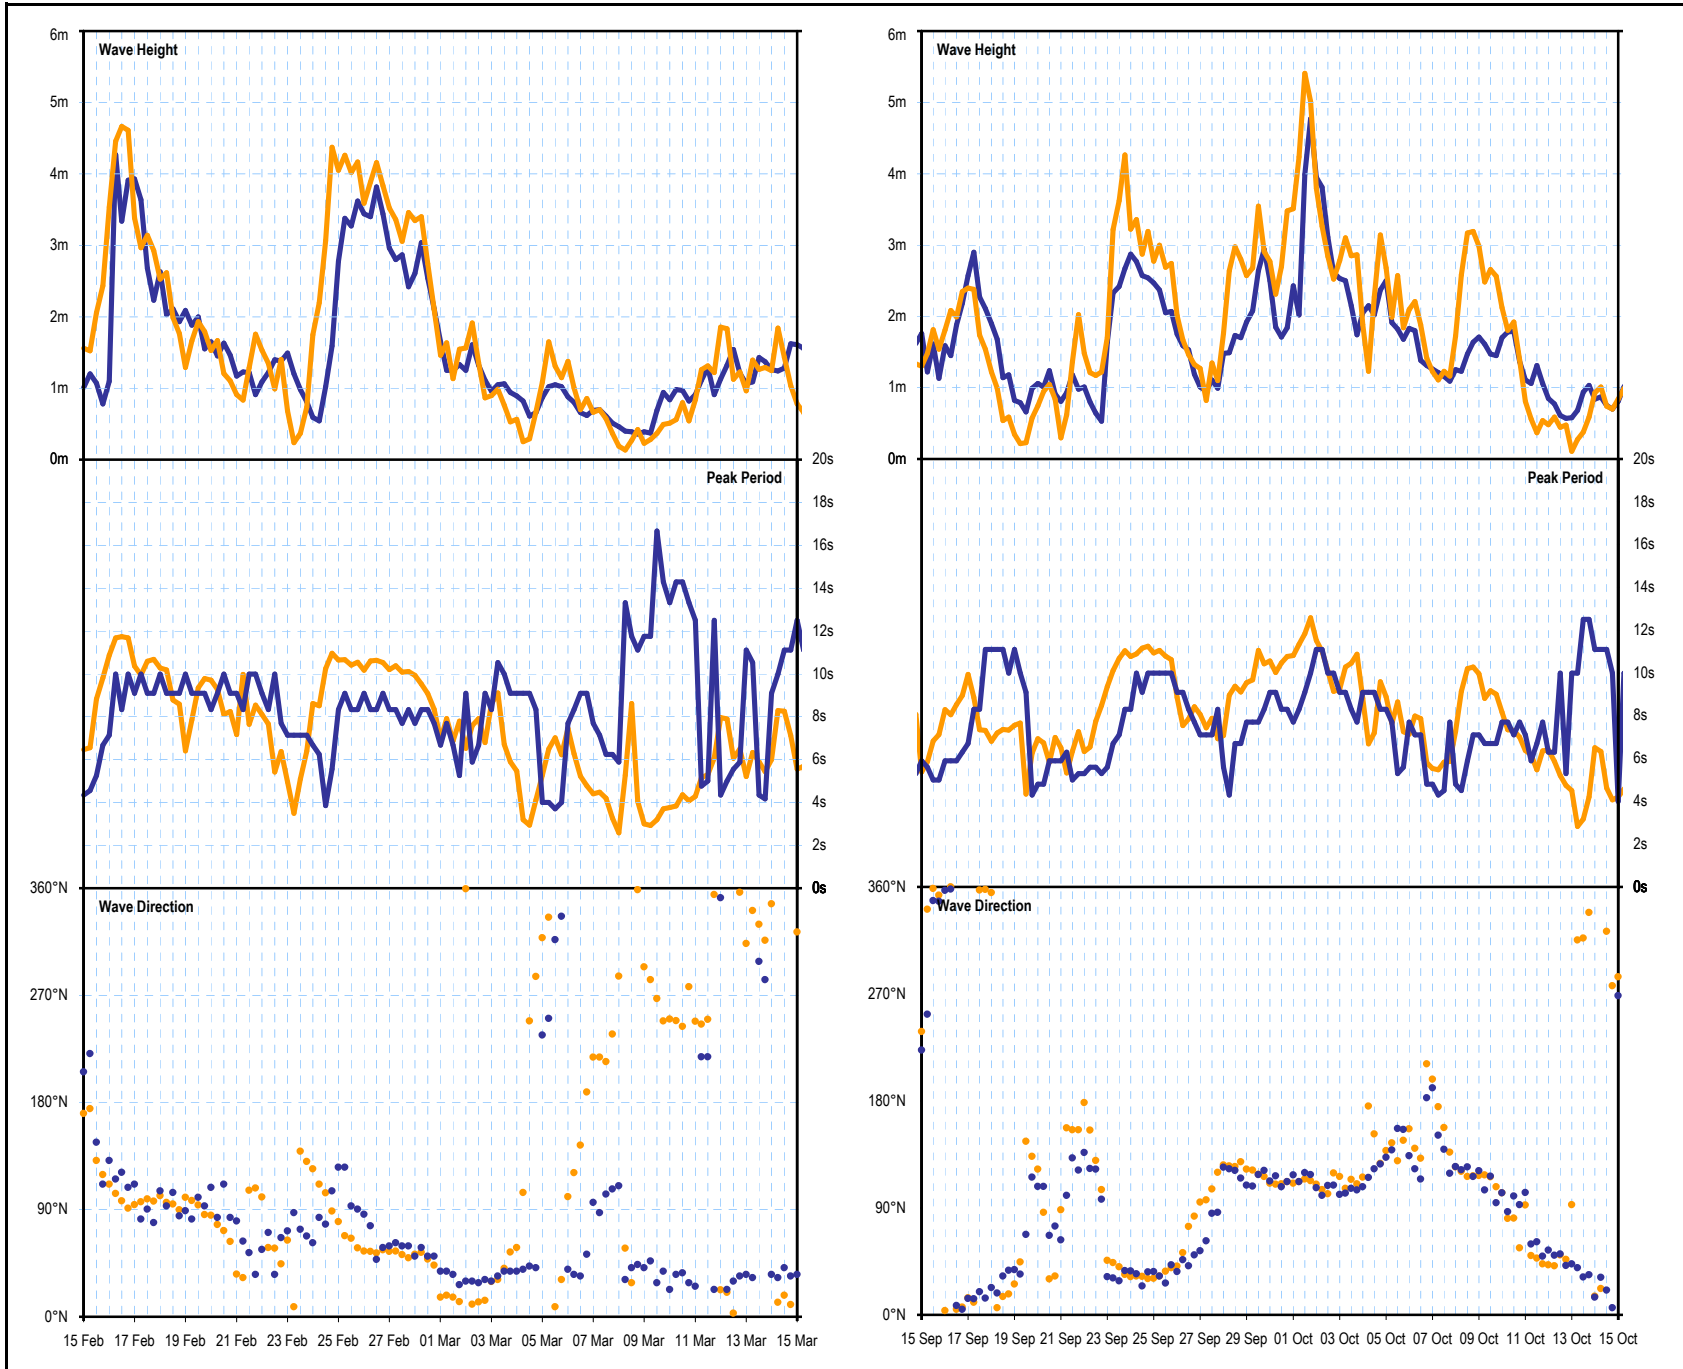 6m
Wave Height
5m
4m
3m
2m
1m
0m
20s
Peak Period
18s
16s
14s
12s
10s
8s
6s
4s
2s
0s
360°N
Wave Direction
270°N
180°N
90°N
0°N
15 Feb 17 Feb 19 Feb 21 Feb 23 Feb 25 Feb 27 Feb 01 Mar 03 Mar 05 Mar 07 Mar 09 Mar 11 Mar 13 Mar 15 Mar
6m
Wave Height
5m
4m
3m
2m
1m
0m
20s
Peak Period
18s
16s
14s
12s
10s
8s
6s
4s
2s
0s
360°N
Wave Direction
270°N
180°N
90°N
0°N
15 Sep 17 Sep 19 Sep 21 Sep 23 Sep 25 Sep 27 Sep 29 Sep 01 Oct 03 Oct 05 Oct 07 Oct 09 Oct 11 Oct 13 Oct 15 Oct